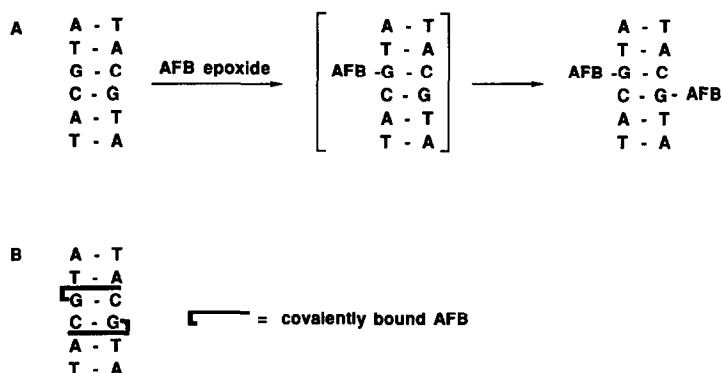 A
A - T
T - A
G - C
C - G
A - T
T - A
AFB epoxide
A - T
T - A
AFB -G - C
C - G
A - T
T - A
A - T
T - A
AFB -G - C
C - G- AFB
A - T
T - A
B
A - T
T - A
G - C
C - G
A - T
T - A
= covalently bound AFB